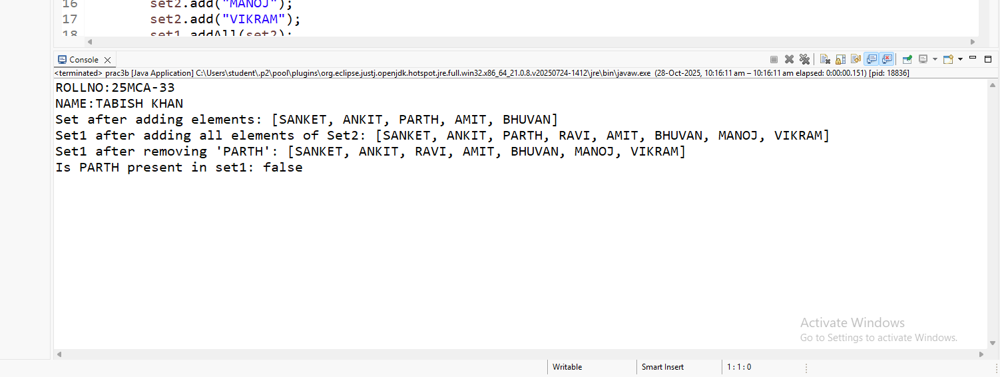 16 set2.add("MANOJ");
17 set2.add("VIKRAM");
18 set1.addAll(set2);
Console
<terminated> prac3b [Java Application] C:\Users\student\.p2\pool\plugins\org.eclipse.justj.openjdk.hotspot.jre.full.win32.x86_64_21.0.8.v20250724-1412\jre\bin\javaw.exe (28-Oct-2025, 10:16:11 am – 10:16:11 am elapsed: 0:00:00.151) [pid: 18836]
ROLLNO:25MCA-33
NAME:TABISH KHAN
Set after adding elements: [SANKET, ANKIT, PARTH, AMIT, BHUVAN]
Set1 after adding all elements of Set2: [SANKET, ANKIT, PARTH, RAVI, AMIT, BHUVAN, MANOJ, VIKRAM]
Set1 after removing 'PARTH': [SANKET, ANKIT, RAVI, AMIT, BHUVAN, MANOJ, VIKRAM]
Is PARTH present in set1: false
Activate Windows
Go to Settings to activate Windows.
Writable Smart Insert 1 : 1 : 0